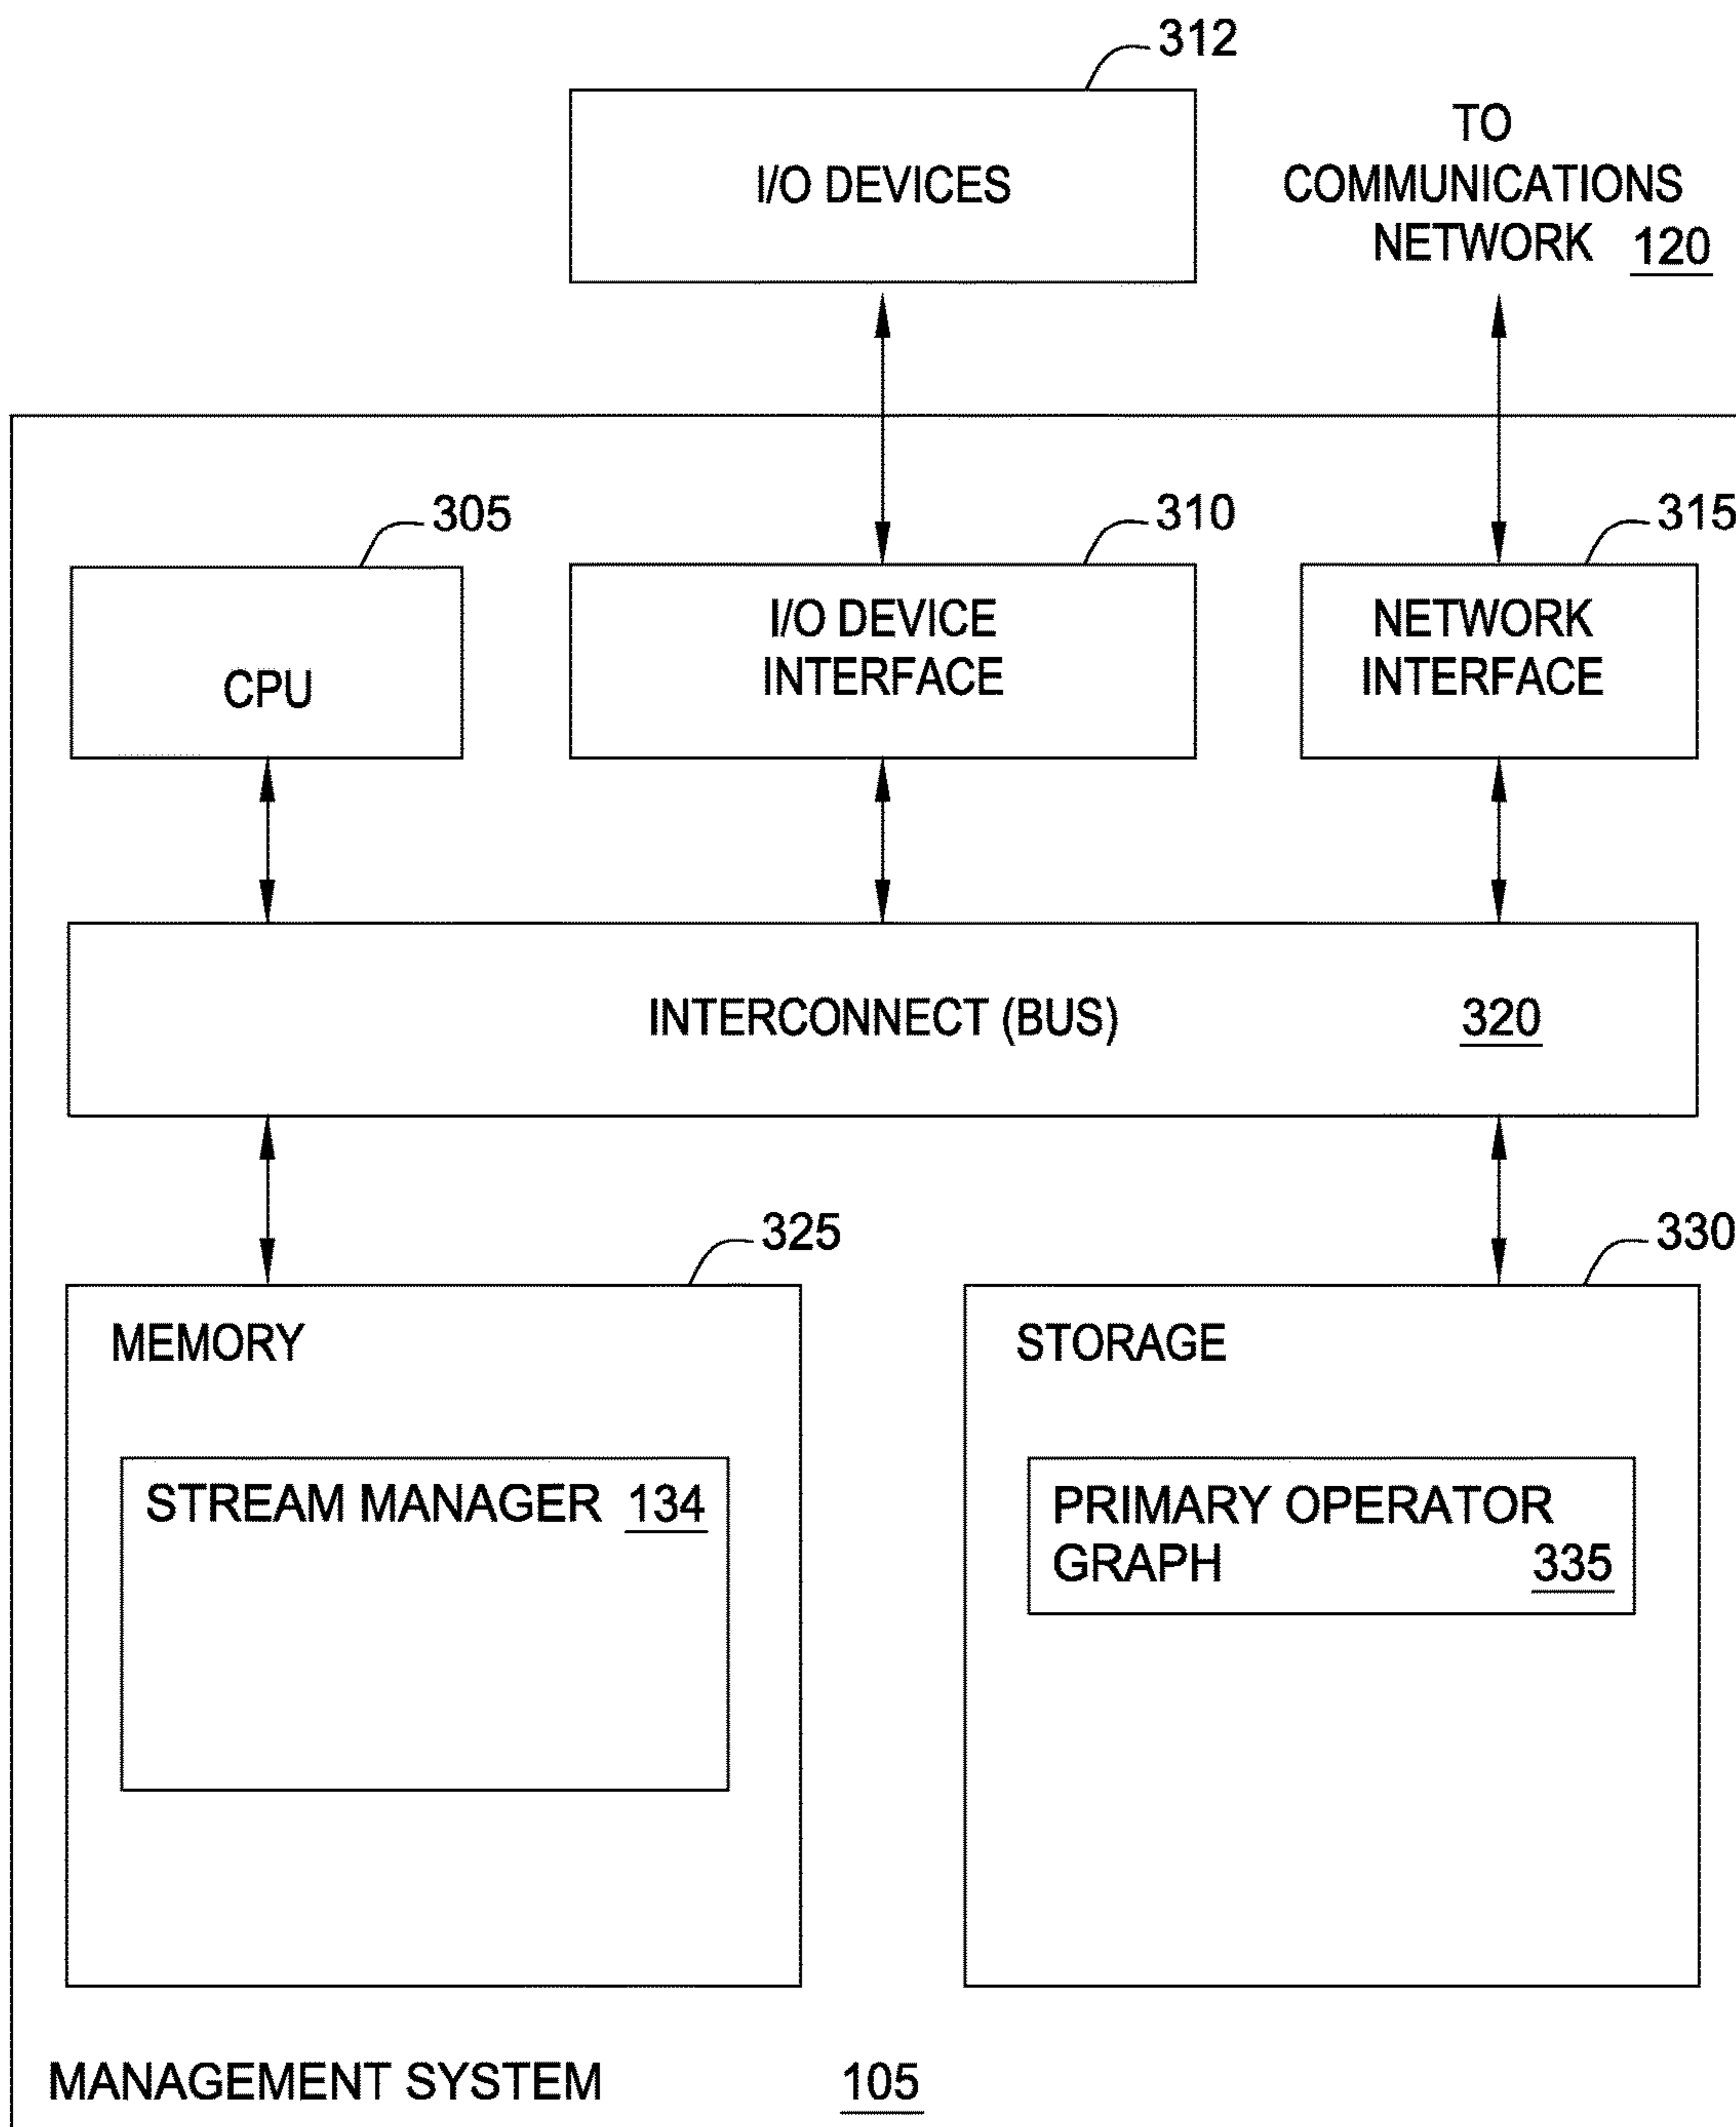 312
I/O DEVICES
TO
COMMUNICATIONS
NETWORK 120
305
CPU
310
I/O DEVICE
INTERFACE
315
NETWORK
INTERFACE
INTERCONNECT (BUS) 320
325
MEMORY
STREAM MANAGER 134
330
STORAGE
PRIMARY OPERATOR
GRAPH 335
MANAGEMENT SYSTEM 105